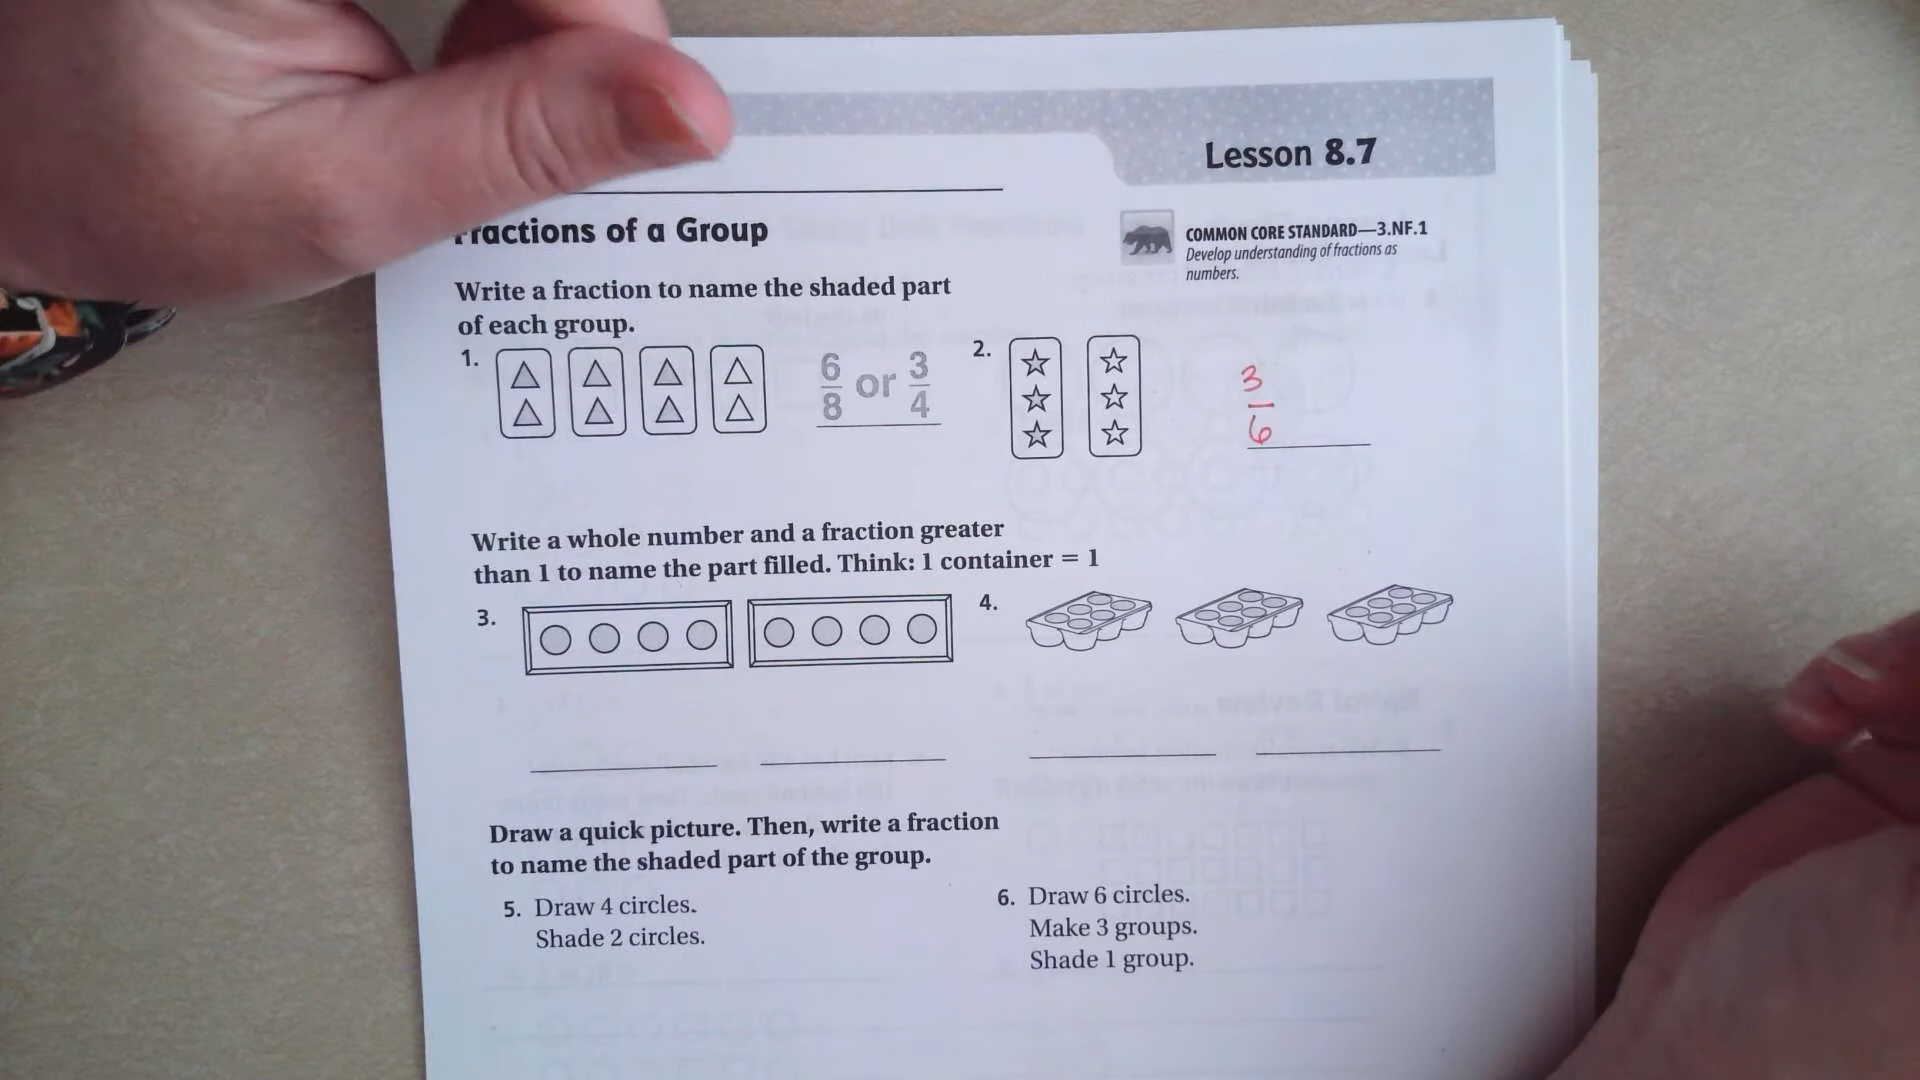 Lesson 8.7
Fractions of a Group
COMMON CORE STANDARD—3.NF.1
Develop understanding of fractions as
numbers.
Write a fraction to name the shaded part
of each group.
1. 6/8 or 3/4
2. 3/6
Write a whole number and a fraction greater
than 1 to name the part filled. Think: 1 container = 1
3.
4.
Draw a quick picture. Then, write a fraction
to name the shaded part of the group.
5. Draw 4 circles.
Shade 2 circles.
6. Draw 6 circles.
Make 3 groups.
Shade 1 group.